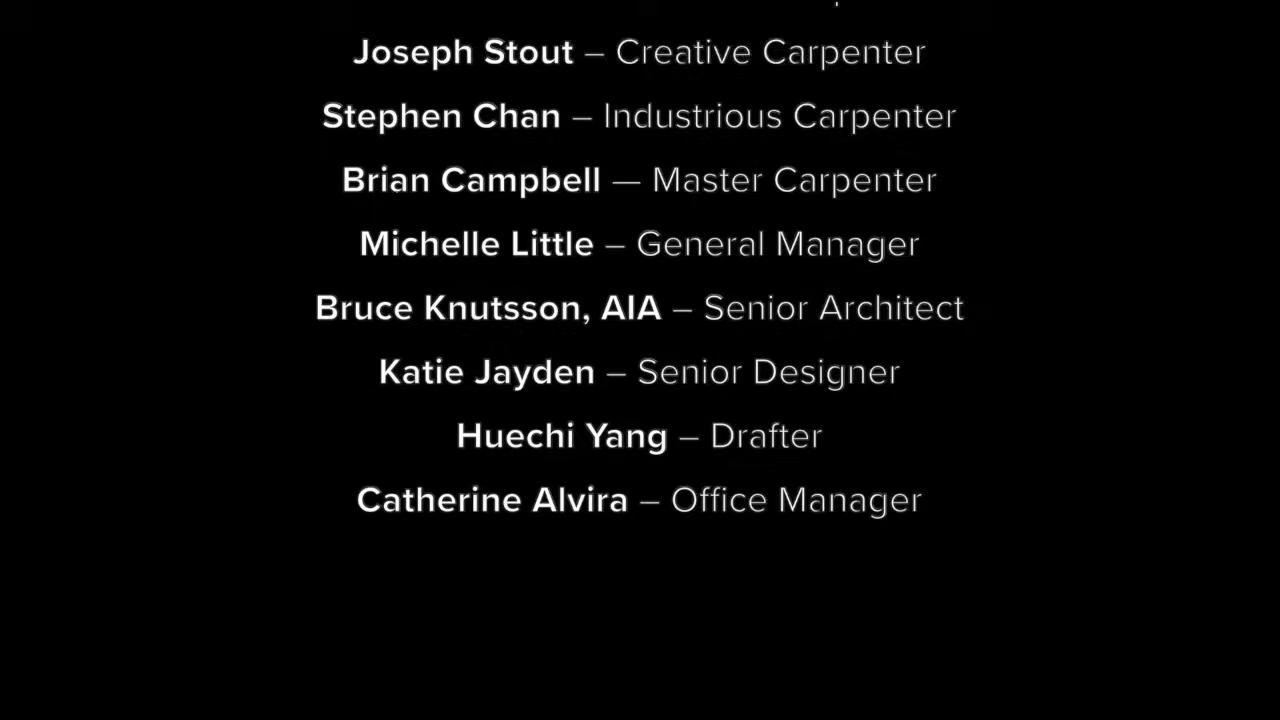 Joseph Stout – Creative Carpenter
Stephen Chan – Industrious Carpenter
Brian Campbell — Master Carpenter
Michelle Little – General Manager
Bruce Knutsson, AIA – Senior Architect
Katie Jayden – Senior Designer
Huechi Yang – Drafter
Catherine Alvira – Office Manager